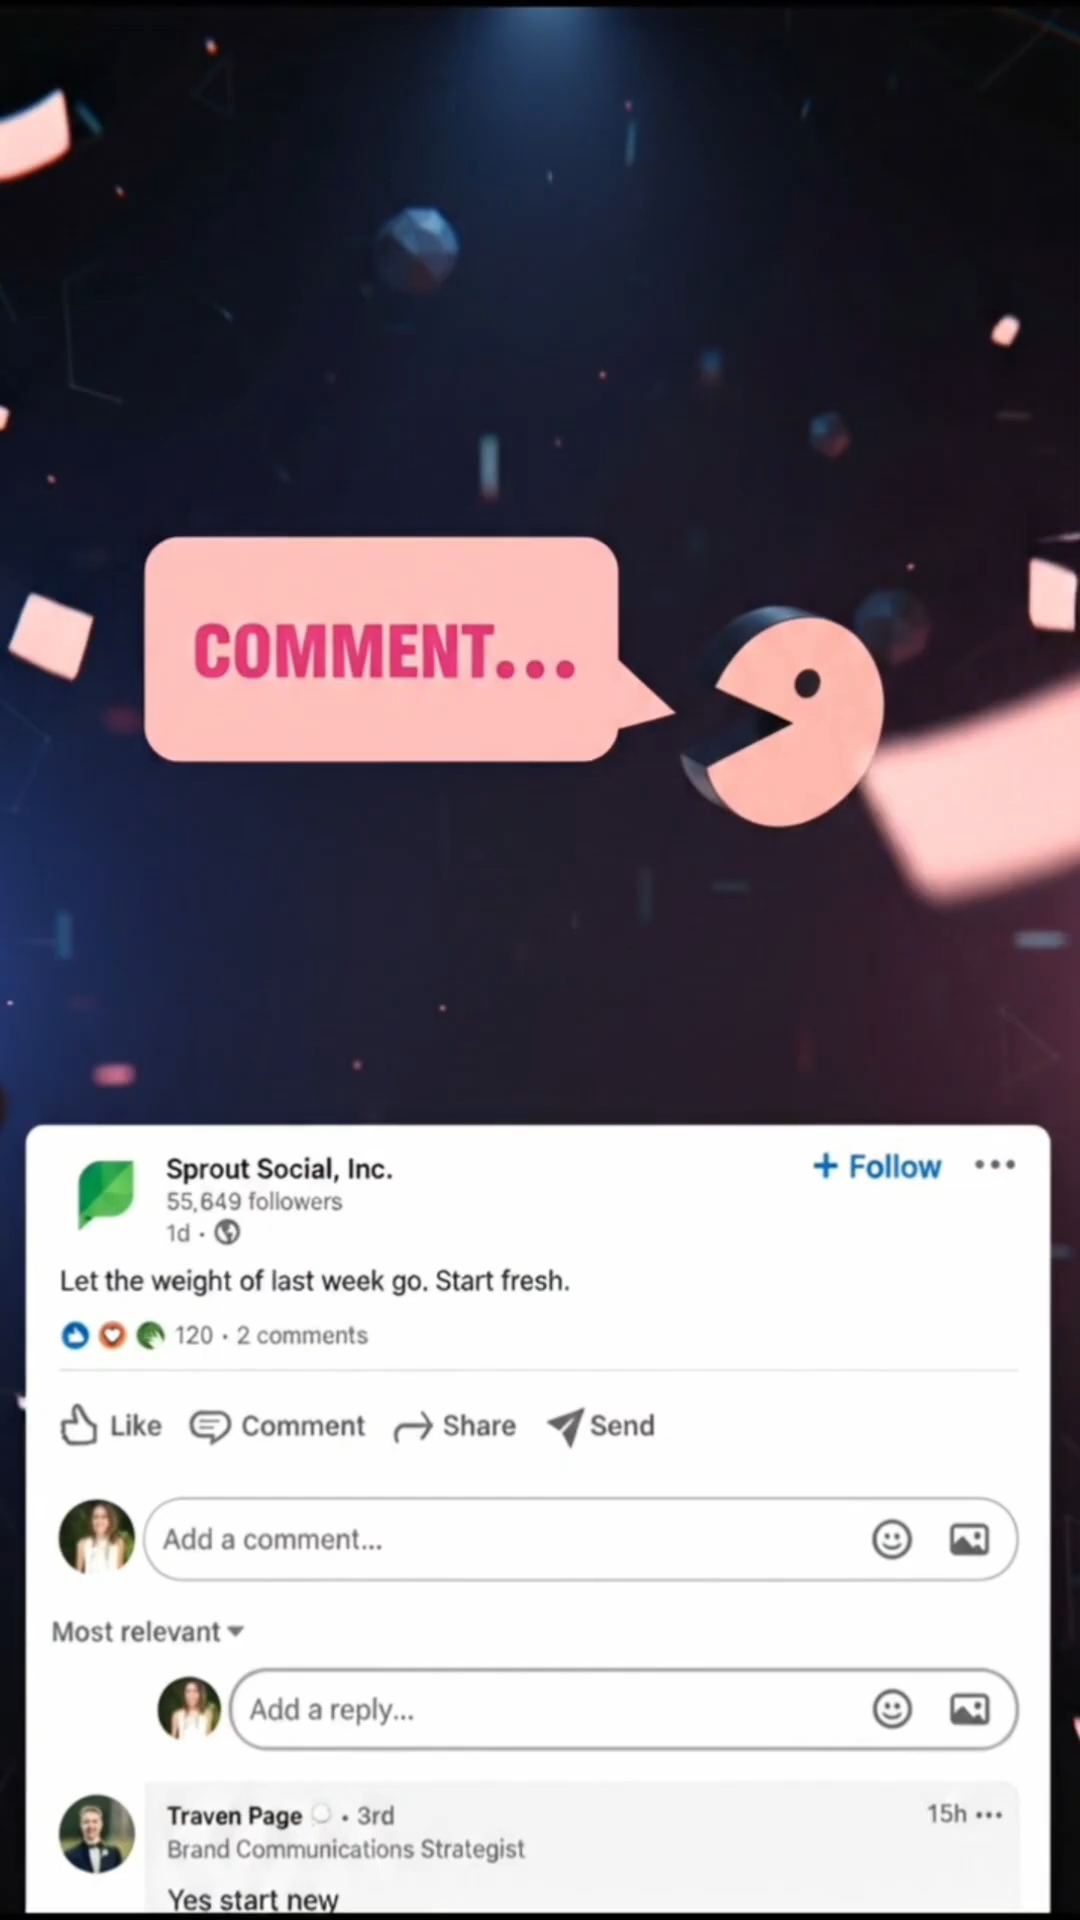 COMMENT...
Sprout Social, Inc.
+ Follow
55,649 followers
1d ·
Let the weight of last week go. Start fresh.
120 · 2 comments
Like
Comment
Share
Send
Add a comment...
Most relevant
Add a reply...
Traven Page · 3rd
15h
Brand Communications Strategist
Yes start new